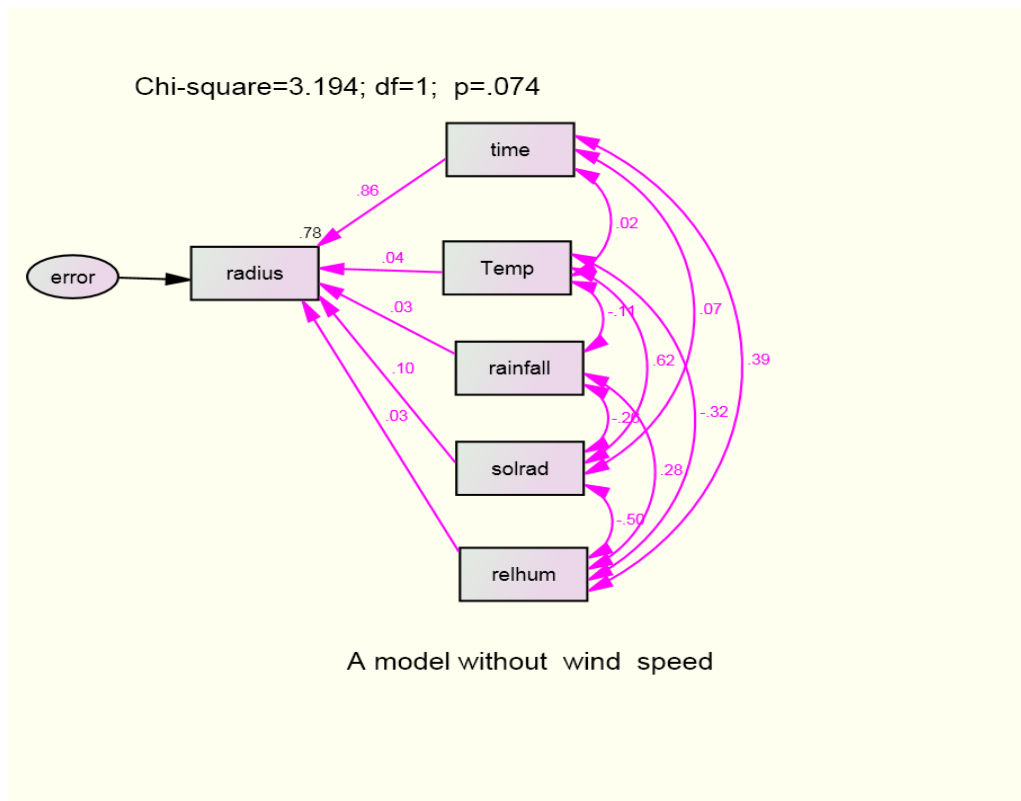 Chi-square=3.194; df=1;  p=.074
time
.86
.02
.78
error
radius
.04
Temp
.03
-.11
.07
rainfall
.10
.62
.39
.03
-.26
-.32
solrad
.28
-.50
relhum
A model without  wind  speed